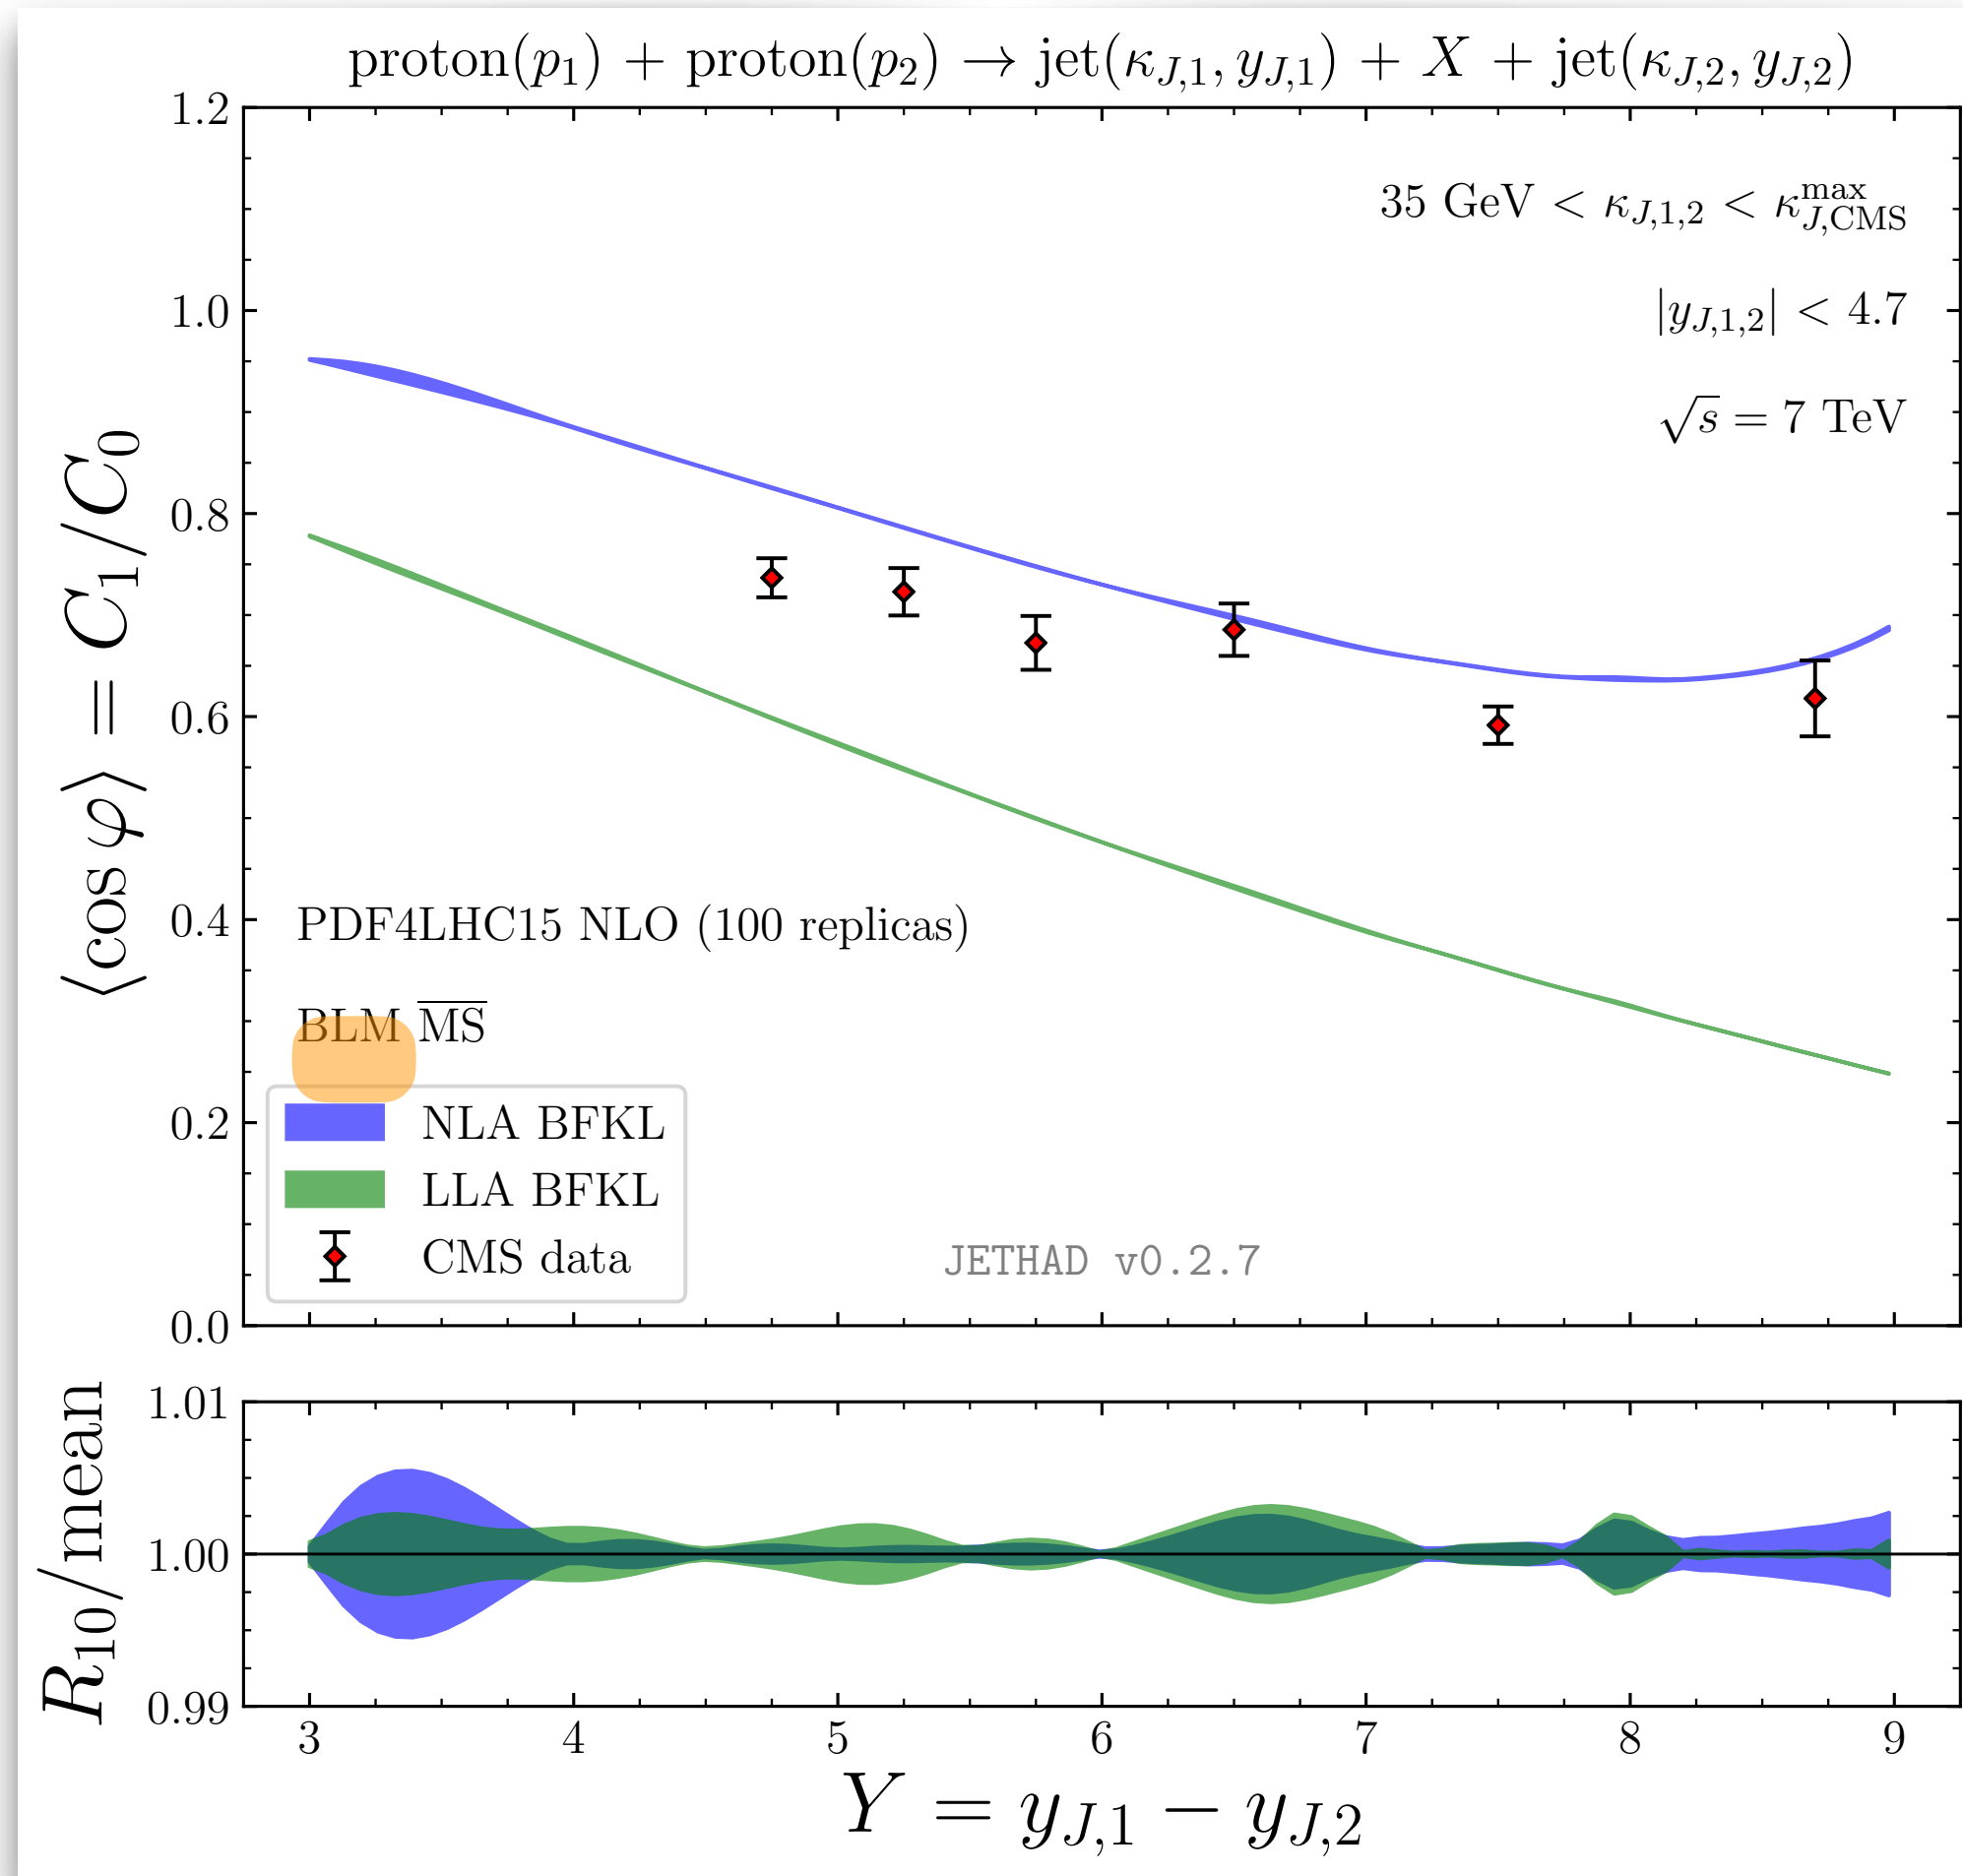 proton(p₁) + proton(p₂) → jet(κ_{J,1}, y_{J,1}) + X + jet(κ_{J,2}, y_{J,2})
⟨cos φ⟩ = C₁/C₀
1.2
1.0
0.8
0.6
0.4
0.2
0.0
35 GeV < κ_{J,1,2} < κ_{J,CMS}^{max}
|y_{J,1,2}| < 4.7
√s = 7 TeV
PDF4LHC15 NLO (100 replicas)
BLM \overline{MS}
NLA BFKL
LLA BFKL
CMS data
JETHAD v0.2.7
R₁₀/mean
1.01
1.00
0.99
3 4 5 6 7 8 9
Y = y_{J,1} − y_{J,2}